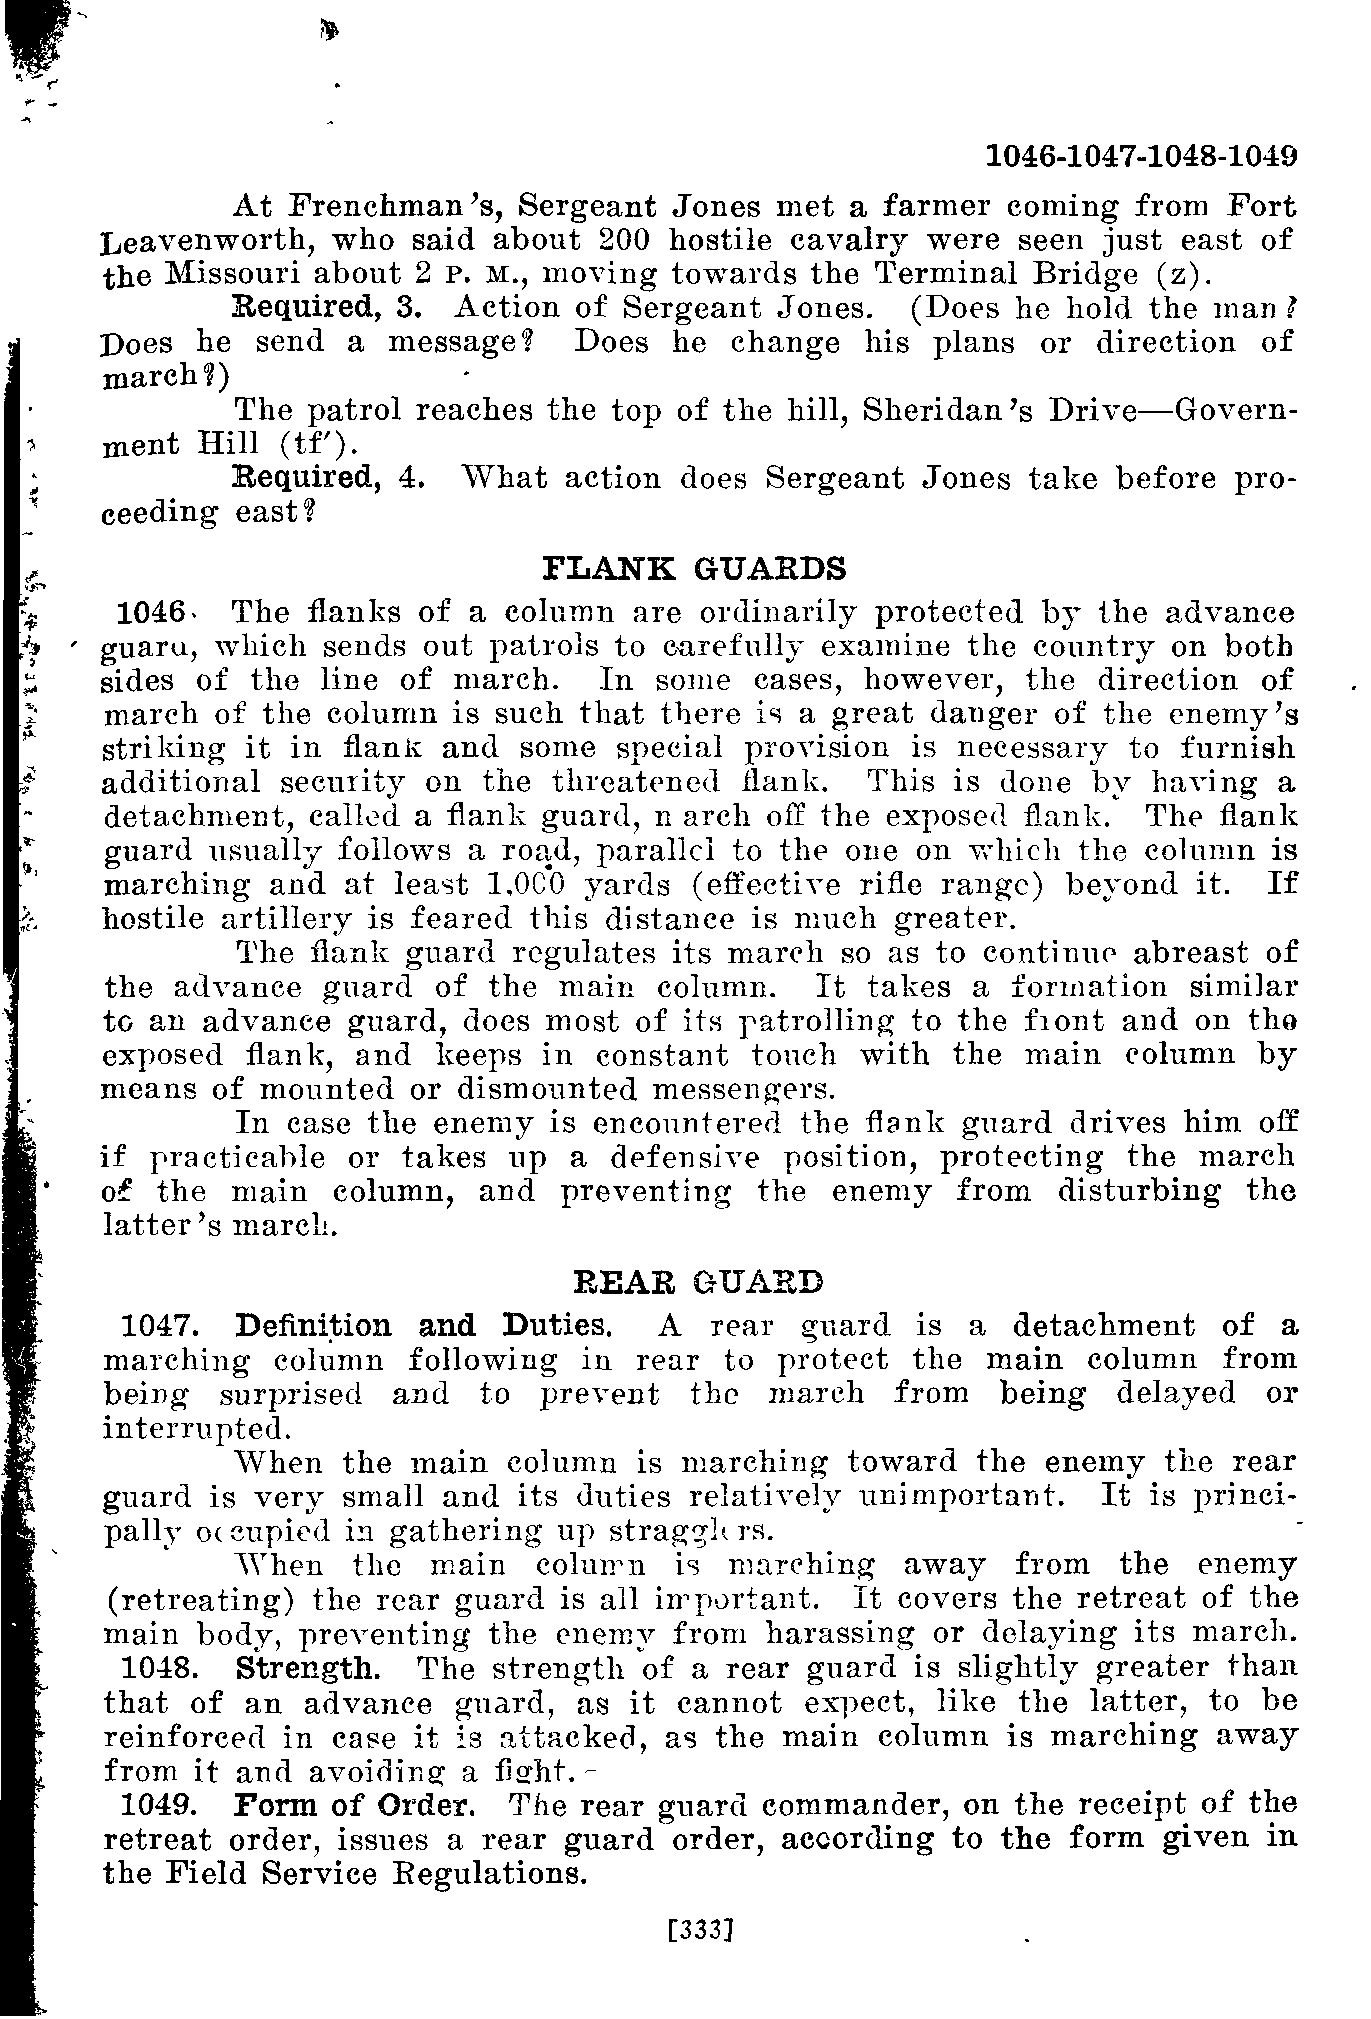 1046-1047-1048-1049
At Frenchman's, Sergeant Jones met a farmer coming from Fort
Leavenworth, who said about 200 hostile cavalry were seen just east of
the Missouri about 2 P. M., moving towards the Terminal Bridge (z).
Required, 3. Action of Sergeant Jones. (Does he hold the man?
Does he send a message? Does he change his plans or direction of
march?)
The patrol reaches the top of the hill, Sheridan's Drive—Govern-
ment Hill (tf').
Required, 4. What action does Sergeant Jones take before pro-
ceeding east?
FLANK GUARDS
1046. The flanks of a column are ordinarily protected by the advance
guard, which sends out patrols to carefully examine the country on both
sides of the line of march. In some cases, however, the direction of
march of the column is such that there is a great danger of the enemy's
striking it in flank and some special provision is necessary to furnish
additional security on the threatened flank. This is done by having a
detachment, called a flank guard, march off the exposed flank. The flank
guard usually follows a road, parallel to the one on which the column is
marching and at least 1,000 yards (effective rifle range) beyond it. If
hostile artillery is feared this distance is much greater.
The flank guard regulates its march so as to continue abreast of
the advance guard of the main column. It takes a formation similar
to an advance guard, does most of its patrolling to the front and on the
exposed flank, and keeps in constant touch with the main column by
means of mounted or dismounted messengers.
In case the enemy is encountered the flank guard drives him off
if practicable or takes up a defensive position, protecting the march
of the main column, and preventing the enemy from disturbing the
latter's march.
REAR GUARD
1047. Definition and Duties. A rear guard is a detachment of a
marching column following in rear to protect the main column from
being surprised and to prevent the march from being delayed or
interrupted.
When the main column is marching toward the enemy the rear
guard is very small and its duties relatively unimportant. It is princi-
pally occupied in gathering up stragglers.
When the main column is marching away from the enemy
(retreating) the rear guard is all important. It covers the retreat of the
main body, preventing the enemy from harassing or delaying its march.
1048. Strength. The strength of a rear guard is slightly greater than
that of an advance guard, as it cannot expect, like the latter, to be
reinforced in case it is attacked, as the main column is marching away
from it and avoiding a fight.
1049. Form of Order. The rear guard commander, on the receipt of the
retreat order, issues a rear guard order, according to the form given in
the Field Service Regulations.
[333]